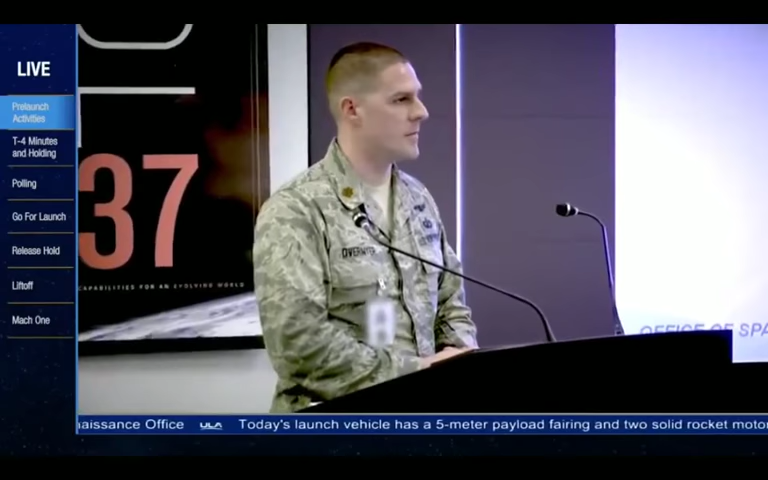 LIVE
Prelaunch
Activities
T-4 Minutes
and Holding
Polling
Go For Launch
Release Hold
Liftoff
Mach One
37
CAPABILITIES FOR AN EVOLVING WORLD
OFFICE OF SPA
naissance Office ULA Today's launch vehicle has a 5-meter payload fairing and two solid rocket motor